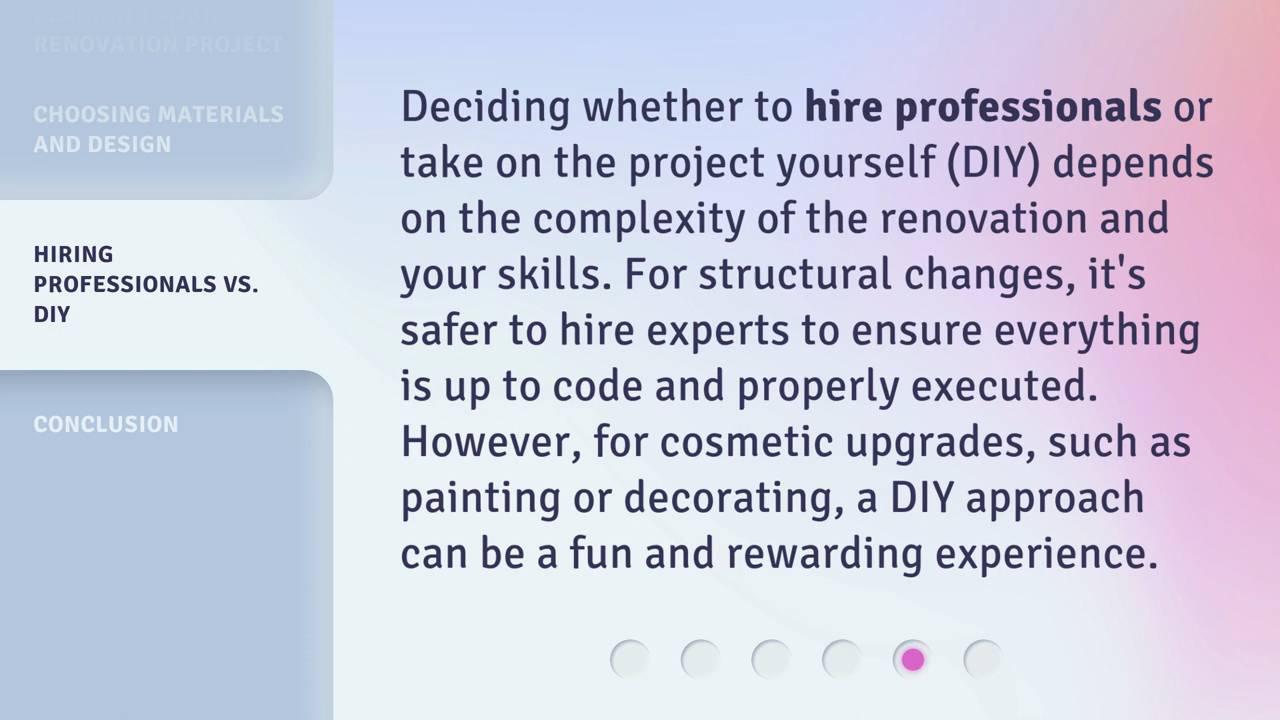 RENOVATION PROJECT
CHOOSING MATERIALS
AND DESIGN
HIRING
PROFESSIONALS VS.
DIY
CONCLUSION
Deciding whether to hire professionals or
take on the project yourself (DIY) depends
on the complexity of the renovation and
your skills. For structural changes, it's
safer to hire experts to ensure everything
is up to code and properly executed.
However, for cosmetic upgrades, such as
painting or decorating, a DIY approach
can be a fun and rewarding experience.